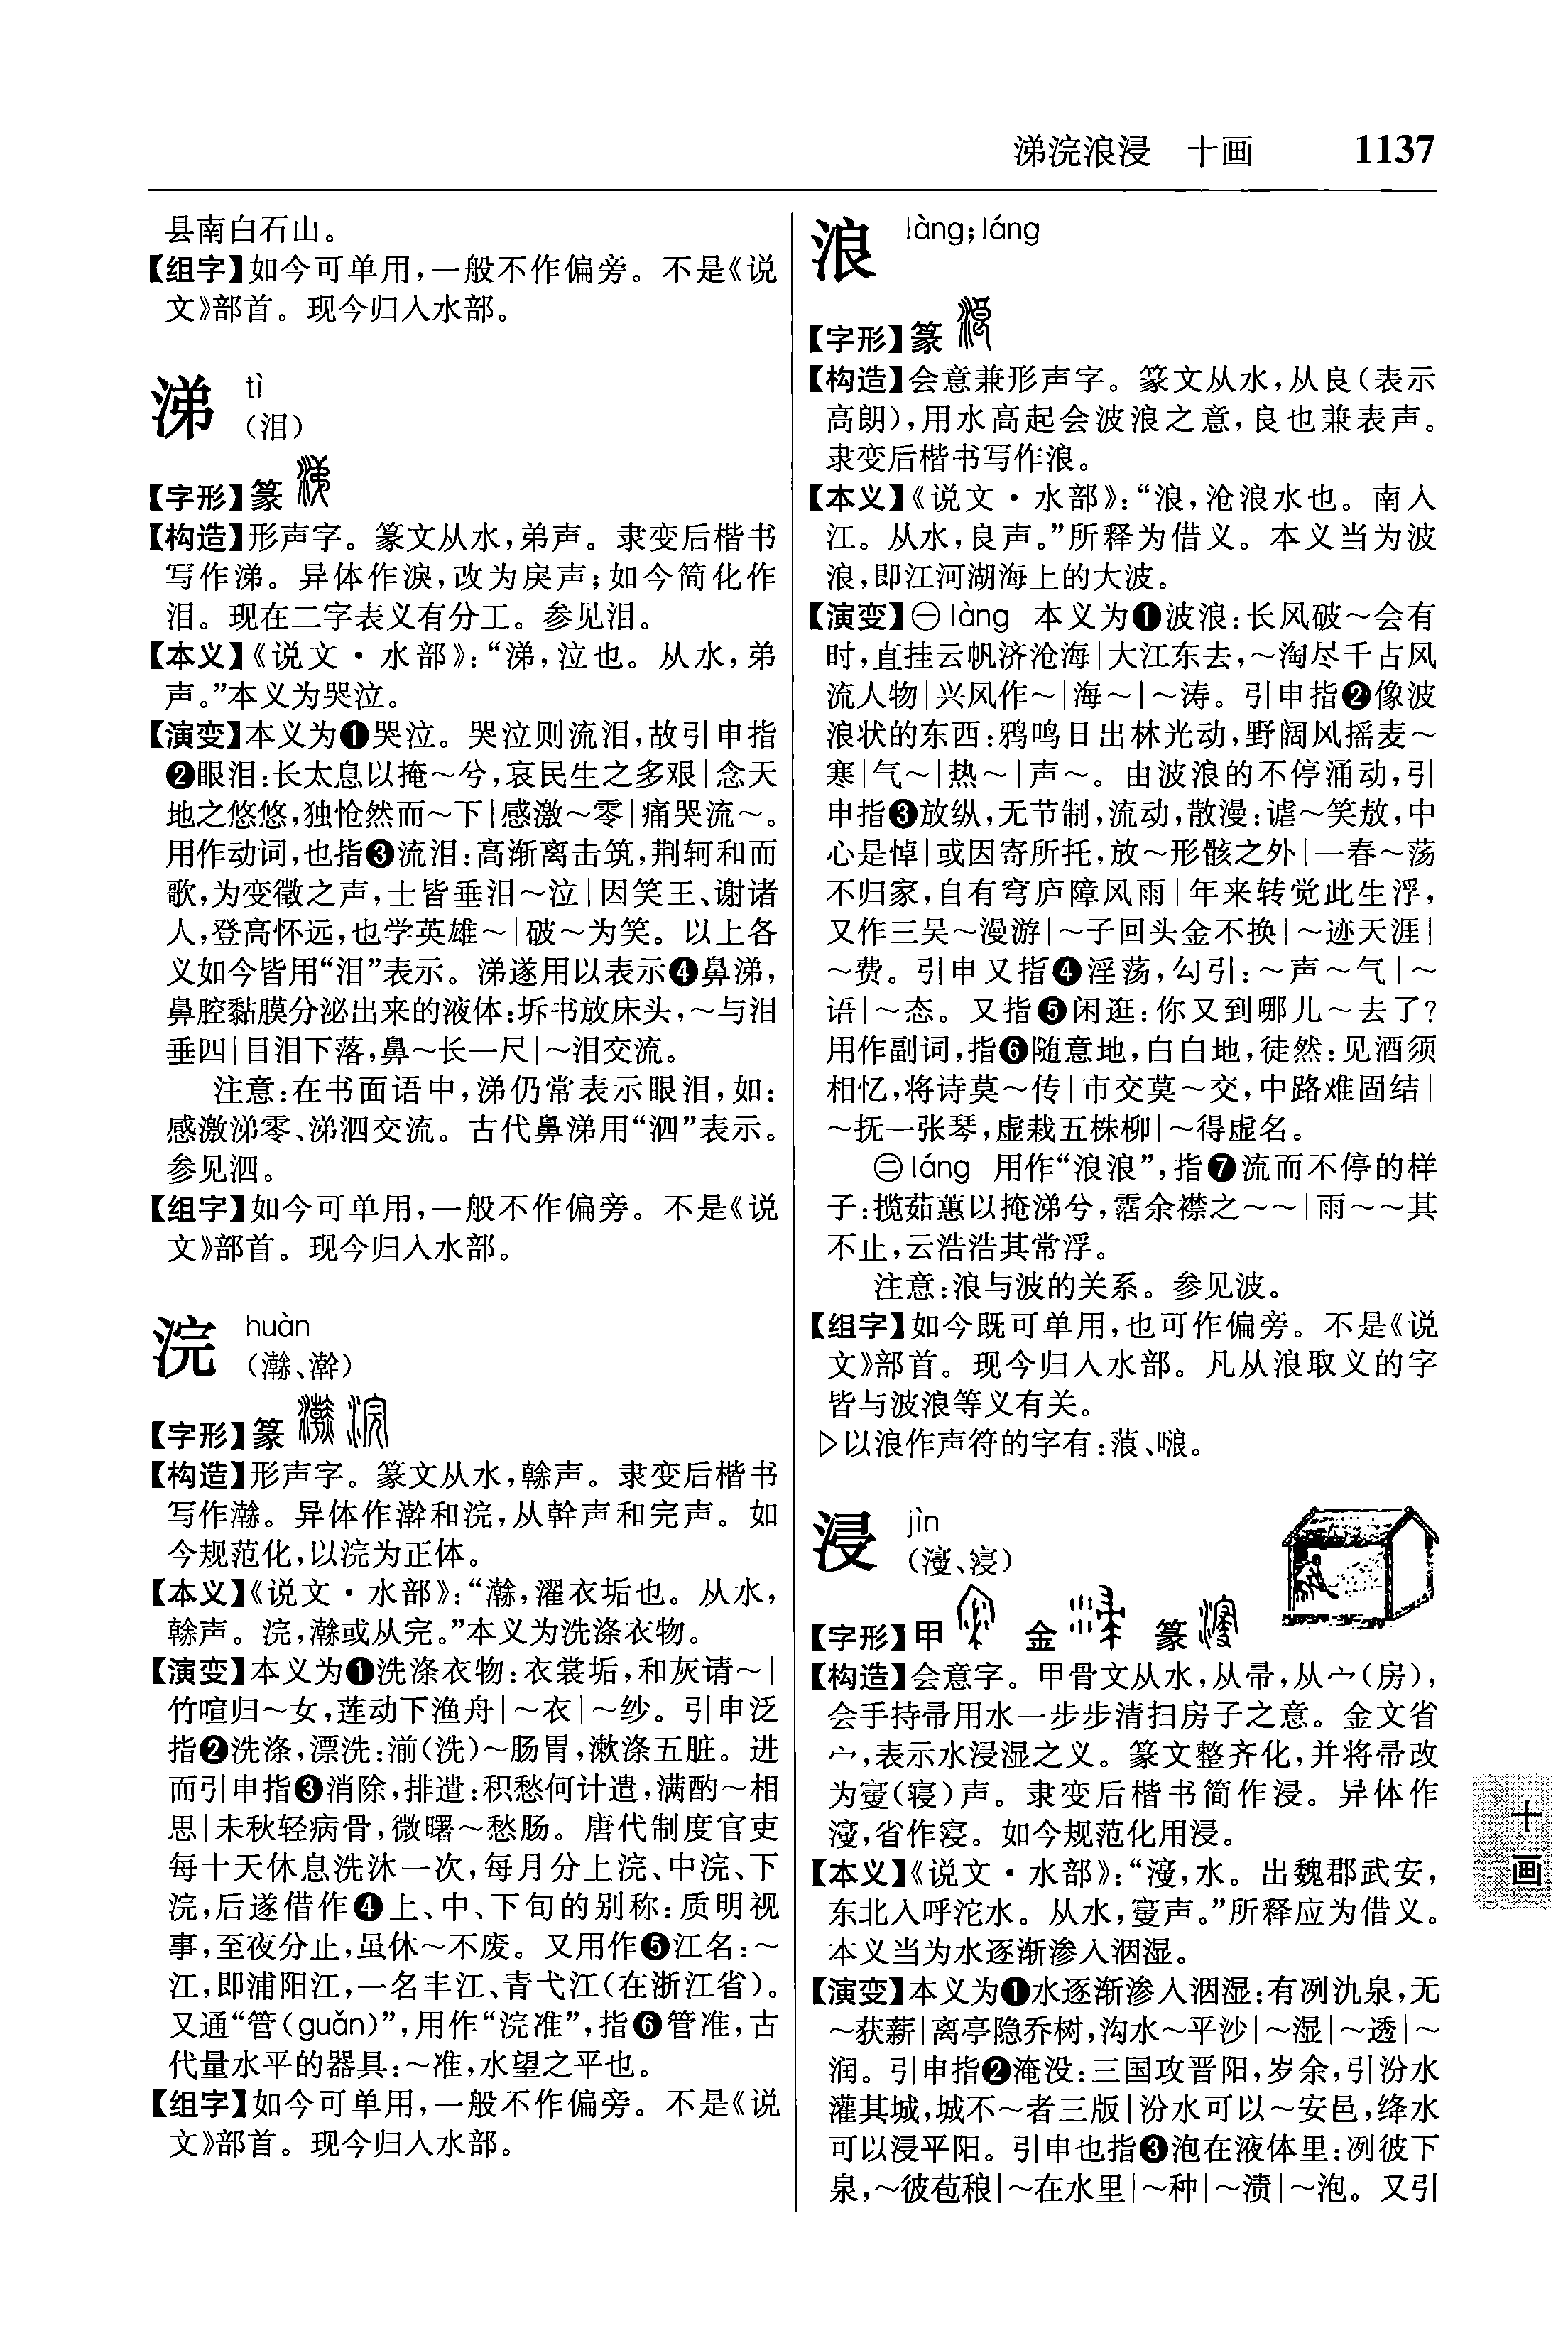 涕浣浪浸　十画　1137
县南白石山。
【组字】如今可单用，一般不作偏旁。不是《说
文》部首。现今归入水部。
涕 tì
（泪）
【字形】篆
【构造】形声字。篆文从水，弟声。隶变后楷书
写作涕。异体作淚，改为戾声；如今简化作
泪。现在二字表义有分工。参见泪。
【本义】《说文·水部》：“涕，泣也。从水，弟
声。”本义为哭泣。
【演变】本义为❶哭泣。哭泣则流泪，故引申指
❷眼泪：长太息以掩～兮，哀民生之多艰|念天
地之悠悠，独怆然而～下|感激～零|痛哭流～。
用作动词，也指❸流泪：高渐离击筑，荆轲和而
歌，为变徵之声，士皆垂泪～泣|因笑王、谢诸
人，登高怀远，也学英雄～|破～为笑。以上各
义如今皆用“泪”表示。涕遂用以表示❹鼻涕，
鼻腔黏膜分泌出来的液体：坼书放床头，～与泪
垂四|目泪下落，鼻～长一尺|～泪交流。
注意：在书面语中，涕仍常表示眼泪，如：
感激涕零、涕泗交流。古代鼻涕用“泗”表示。
参见泗。
【组字】如今可单用，一般不作偏旁。不是《说
文》部首。现今归入水部。
浣 huàn
（澣、濣）
【字形】篆
【构造】形声字。篆文从水，榦声。隶变后楷书
写作澣。异体作濣和浣，从幹声和完声。如
今规范化，以浣为正体。
【本义】《说文·水部》：“澣，濯衣垢也。从水，
榦声。浣，澣或从完。”本义为洗涤衣物。
【演变】本义为❶洗涤衣物：衣裳垢，和灰请～|
竹喧归～女，莲动下渔舟|～衣|～纱。引申泛
指❷洗涤，漂洗：湔（洗）～肠胃，漱涤五脏。进
而引申指❸消除，排遣：积愁何计遣，满酌～相
思|未秋轻病骨，微曙～愁肠。唐代制度官吏
每十天休息洗沐一次，每月分上浣、中浣、下
浣，后遂借作❹上、中、下旬的别称：质明视
事，至夜分止，虽休～不废。又用作❺江名：～
江，即浦阳江，一名丰江、青弋江（在浙江省）。
又通“管（guǎn）”，用作“浣准”，指❻管准，古
代量水平的器具：～准，水望之平也。
【组字】如今可单用，一般不作偏旁。不是《说
文》部首。现今归入水部。
浪 làng；láng
【字形】篆
【构造】会意兼形声字。篆文从水，从良（表示
高朗），用水高起会波浪之意，良也兼表声。
隶变后楷书写作浪。
【本义】《说文·水部》：“浪，沧浪水也。南入
江。从水，良声。”所释为借义。本义当为波
浪，即江河湖海上的大波。
【演变】㊀làng　本义为❶波浪：长风破～会有
时，直挂云帆济沧海|大江东去，～淘尽千古风
流人物|兴风作～|海～|～涛。引申指❷像波
浪状的东西：鸦鸣日出林光动，野阔风摇麦～
寒|气～|热～|声～。由波浪的不停涌动，引
申指❸放纵，无节制，流动，散漫：谑～笑敖，中
心是悼|或因寄所托，放～形骸之外|一春～荡
不归家，自有穹庐障风雨|年来转觉此生浮，
又作三吴～漫游|～子回头金不换|～迹天涯|
～费。引申又指❹淫荡，勾引：～声～气|～
语|～态。又指❺闲逛：你又到哪儿～去了？
用作副词，指❻随意地，白白地，徒然：见酒须
相忆，将诗莫～传|市交莫～交，中路难固结|
～抚一张琴，虚栽五株柳|～得虚名。
㊁láng　用作“浪浪”，指❼流而不停的样
子：揽茹蕙以掩涕兮，霑余襟之～～|雨～～其
不止，云浩浩其常浮。
注意：浪与波的关系。参见波。
【组字】如今既可单用，也可作偏旁。不是《说
文》部首。现今归入水部。凡从浪取义的字
皆与波浪等义有关。
▷以浪作声符的字有：蒗、㫰。
浸 jìn
（濅、寖）
【字形】甲　金　篆
【构造】会意字。甲骨文从水，从帚，从宀（房），
会手持帚用水一步步清扫房子之意。金文省
宀，表示水浸湿之义。篆文整齐化，并将帚改
为𡫏（寝）声。隶变后楷书简作浸。异体作
濅，省作寖。如今规范化用浸。
【本义】《说文·水部》：“濅，水。出魏郡武安，
东北入呼沱水。从水，𡩠声。”所释应为借义。
本义当为水逐渐渗入洇湿。
【演变】本义为❶水逐渐渗入洇湿：有冽氿泉，无
～获薪|离亭隐乔树，沟水～平沙|～湿|～透|～
润。引申指❷淹没：三国攻晋阳，岁余，引汾水
灌其城，城不～者三版|汾水可以～安邑，绛水
可以浸平阳。引申也指❸泡在液体里：冽彼下
泉，～彼苞稂|～在水里|～种|～渍|～泡。又引
十画